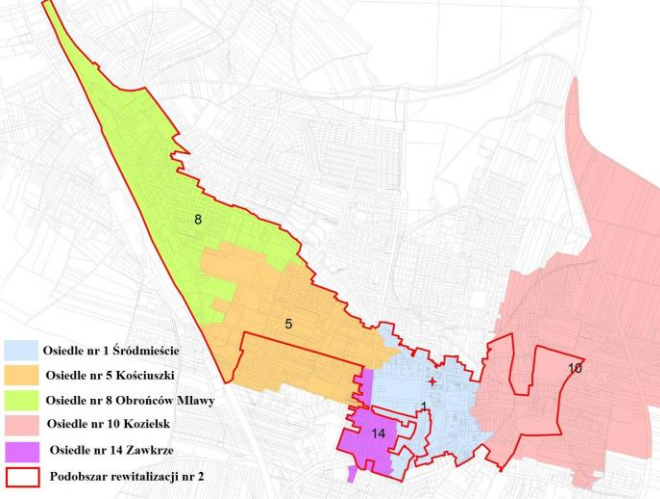 8
5
10
1
14
Osiedle nr 1 Śródmieście
Osiedle nr 5 Kościuszki
Osiedle nr 8 Obrońców Mławy
Osiedle nr 10 Kozielsk
Osiedle nr 14 Zawkrze
Podobszar rewitalizacji nr 2